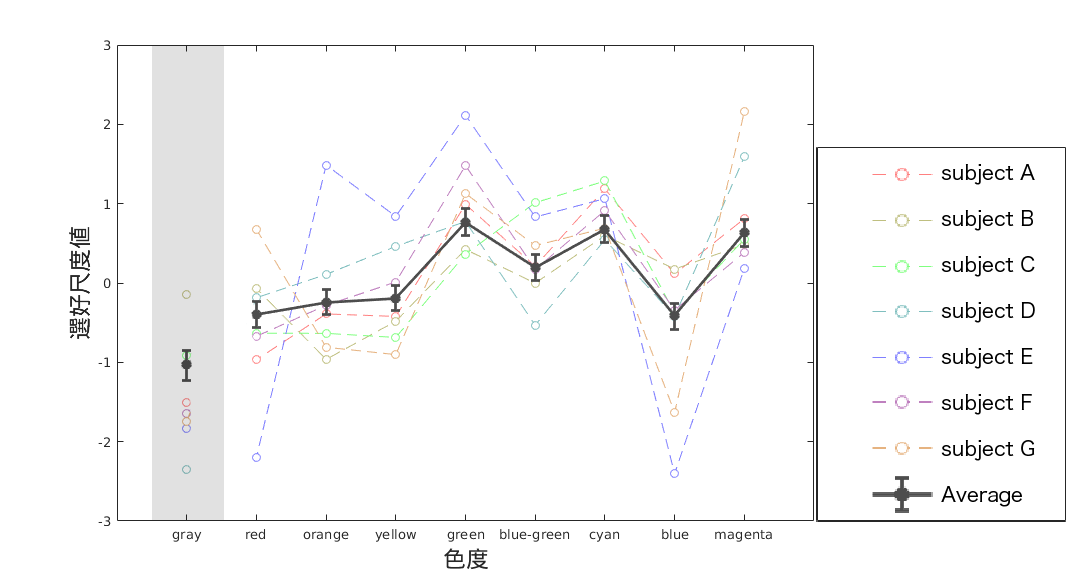 3
2
1
0
-1
-2
-3
選好尺度値
gray
red
orange
yellow
green
blue-green
cyan
blue
magenta
色度
subject A
subject B
subject C
subject D
subject E
subject F
subject G
Average